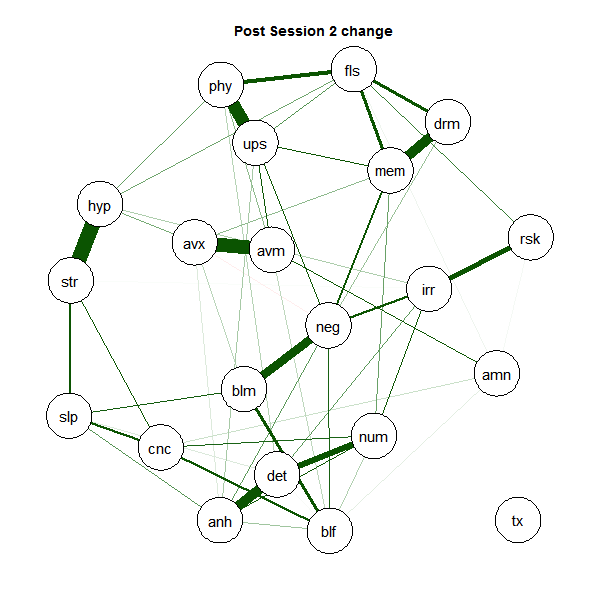 Post Session 2 change
fls
phy
drm
ups
mem
hyp
rsk
avx
avm
str
irr
neg
amn
blm
slp
num
cnc
det
anh
blf
tx